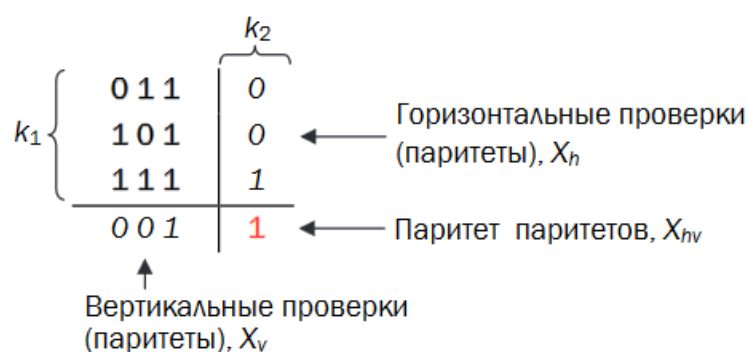 k2
k1
0 1 1 0
1 0 1 0
1 1 1 1
0 0 1 1
Горизонтальные проверки
(паритеты), Xh
Паритет паритетов, Xhv
Вертикальные проверки
(паритеты), Xv